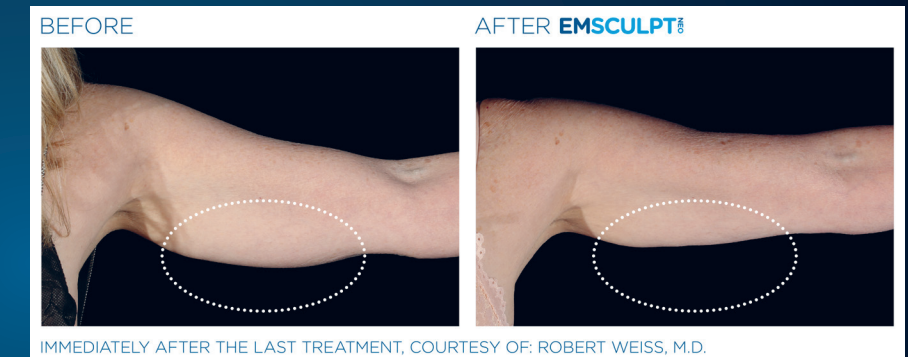 BEFORE
AFTER EMSCULPT NEO
IMMEDIATELY AFTER THE LAST TREATMENT, COURTESY OF: ROBERT WEISS, M.D.